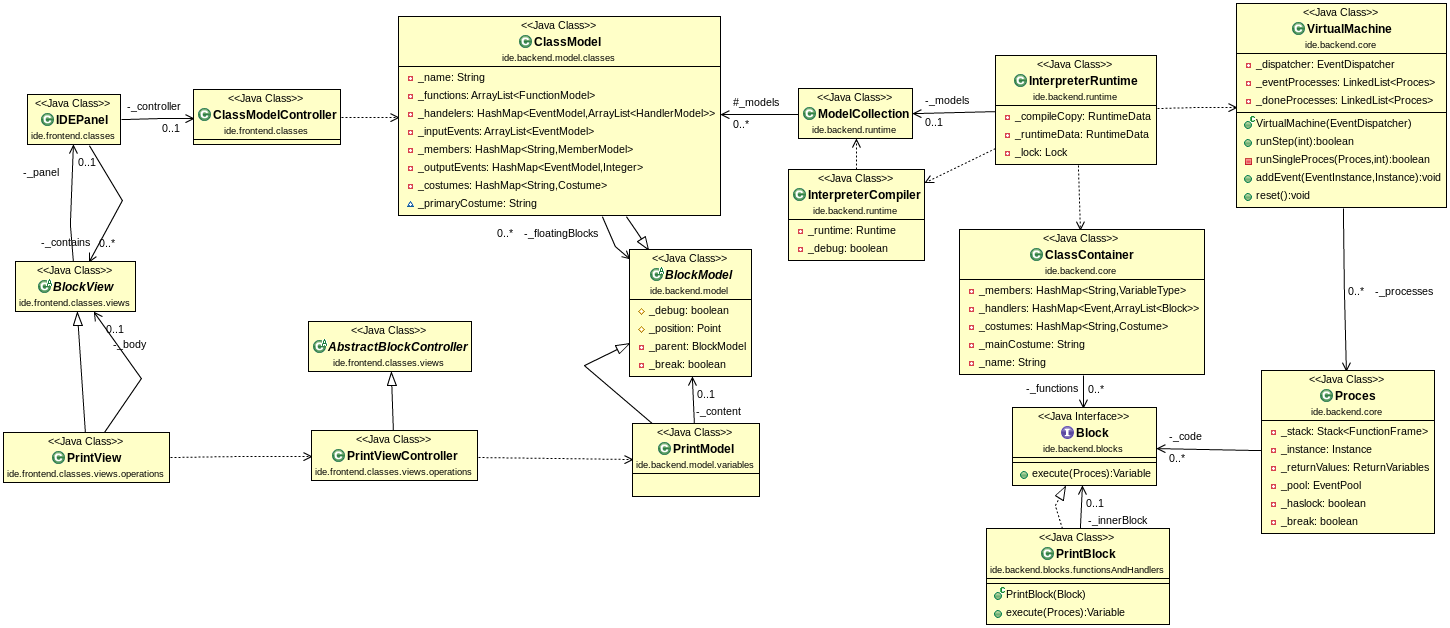 <<Java Class>>
IDEPanel
ide.frontend.classes
-_controller
0..1
<<Java Class>>
ClassModelController
ide.frontend.classes
<<Java Class>>
ClassModel
ide.backend.model.classes
_name: String
_functions: ArrayList<FunctionModel>
_handelers: HashMap<EventModel,ArrayList<HandlerModel>>
_inputEvents: ArrayList<EventModel>
_members: HashMap<String,MemberModel>
_outputEvents: HashMap<EventModel,Integer>
_costumes: HashMap<String,Costume>
_primaryCostume: String
#_models
0..*
<<Java Class>>
ModelCollection
ide.backend.runtime
-_models
0..1
<<Java Class>>
InterpreterRuntime
ide.backend.runtime
_compileCopy: RuntimeData
_runtimeData: RuntimeData
_lock: Lock
<<Java Class>>
VirtualMachine
ide.backend.core
_dispatcher: EventDispatcher
_eventProcesses: LinkedList<Proces>
_doneProcesses: LinkedList<Proces>
VirtualMachine(EventDispatcher)
runStep(int):boolean
runSingleProces(Proces,int):boolean
addEvent(EventInstance,Instance):void
reset():void
<<Java Class>>
InterpreterCompiler
ide.backend.runtime
_runtime: Runtime
_debug: boolean
0..1
-_panel
-_contains
0..*
<<Java Class>>
BlockView
ide.frontend.classes.views
0..*
-_floatingBlocks
<<Java Class>>
BlockModel
ide.backend.model
_debug: boolean
_position: Point
_parent: BlockModel
_break: boolean
<<Java Class>>
ClassContainer
ide.backend.core
_members: HashMap<String,VariableType>
_handlers: HashMap<Event,ArrayList<Block>>
_costumes: HashMap<String,Costume>
_mainCostume: String
_name: String
0..*
-_processes
0..1
-_body
<<Java Class>>
AbstractBlockController
ide.frontend.classes.views
0..1
-_content
-_functions
0..*
<<Java Class>>
Proces
ide.backend.core
_stack: Stack<FunctionFrame>
_instance: Instance
_returnValues: ReturnVariables
_pool: EventPool
_haslock: boolean
_break: boolean
<<Java Class>>
PrintView
ide.frontend.classes.views.operations
<<Java Class>>
PrintViewController
ide.frontend.classes.views.operations
<<Java Class>>
PrintModel
ide.backend.model.variables
<<Java Interface>>
Block
ide.backend.blocks
execute(Proces):Variable
-_code
0..*
0..1
-_innerBlock
<<Java Class>>
PrintBlock
ide.backend.blocks.functionsAndHandlers
PrintBlock(Block)
execute(Proces):Variable